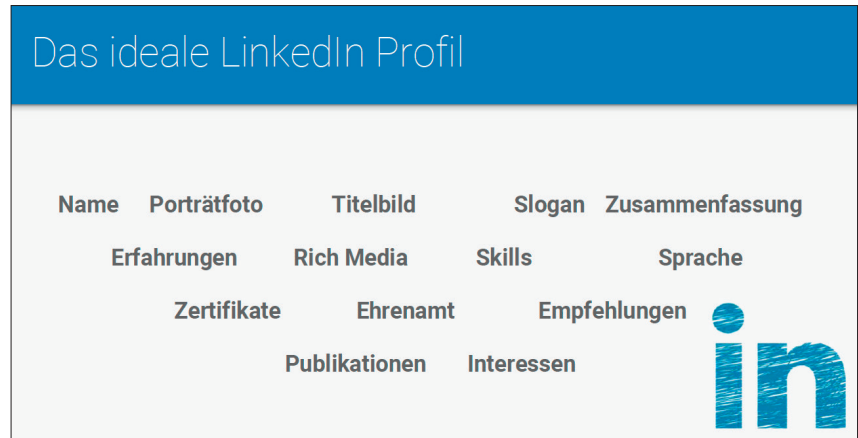 Das ideale LinkedIn Profil
Name Porträtfoto Titelbild Slogan Zusammenfassung
Erfahrungen Rich Media Skills Sprache
Zertifikate Ehrenamt Empfehlungen
Publikationen Interessen
in